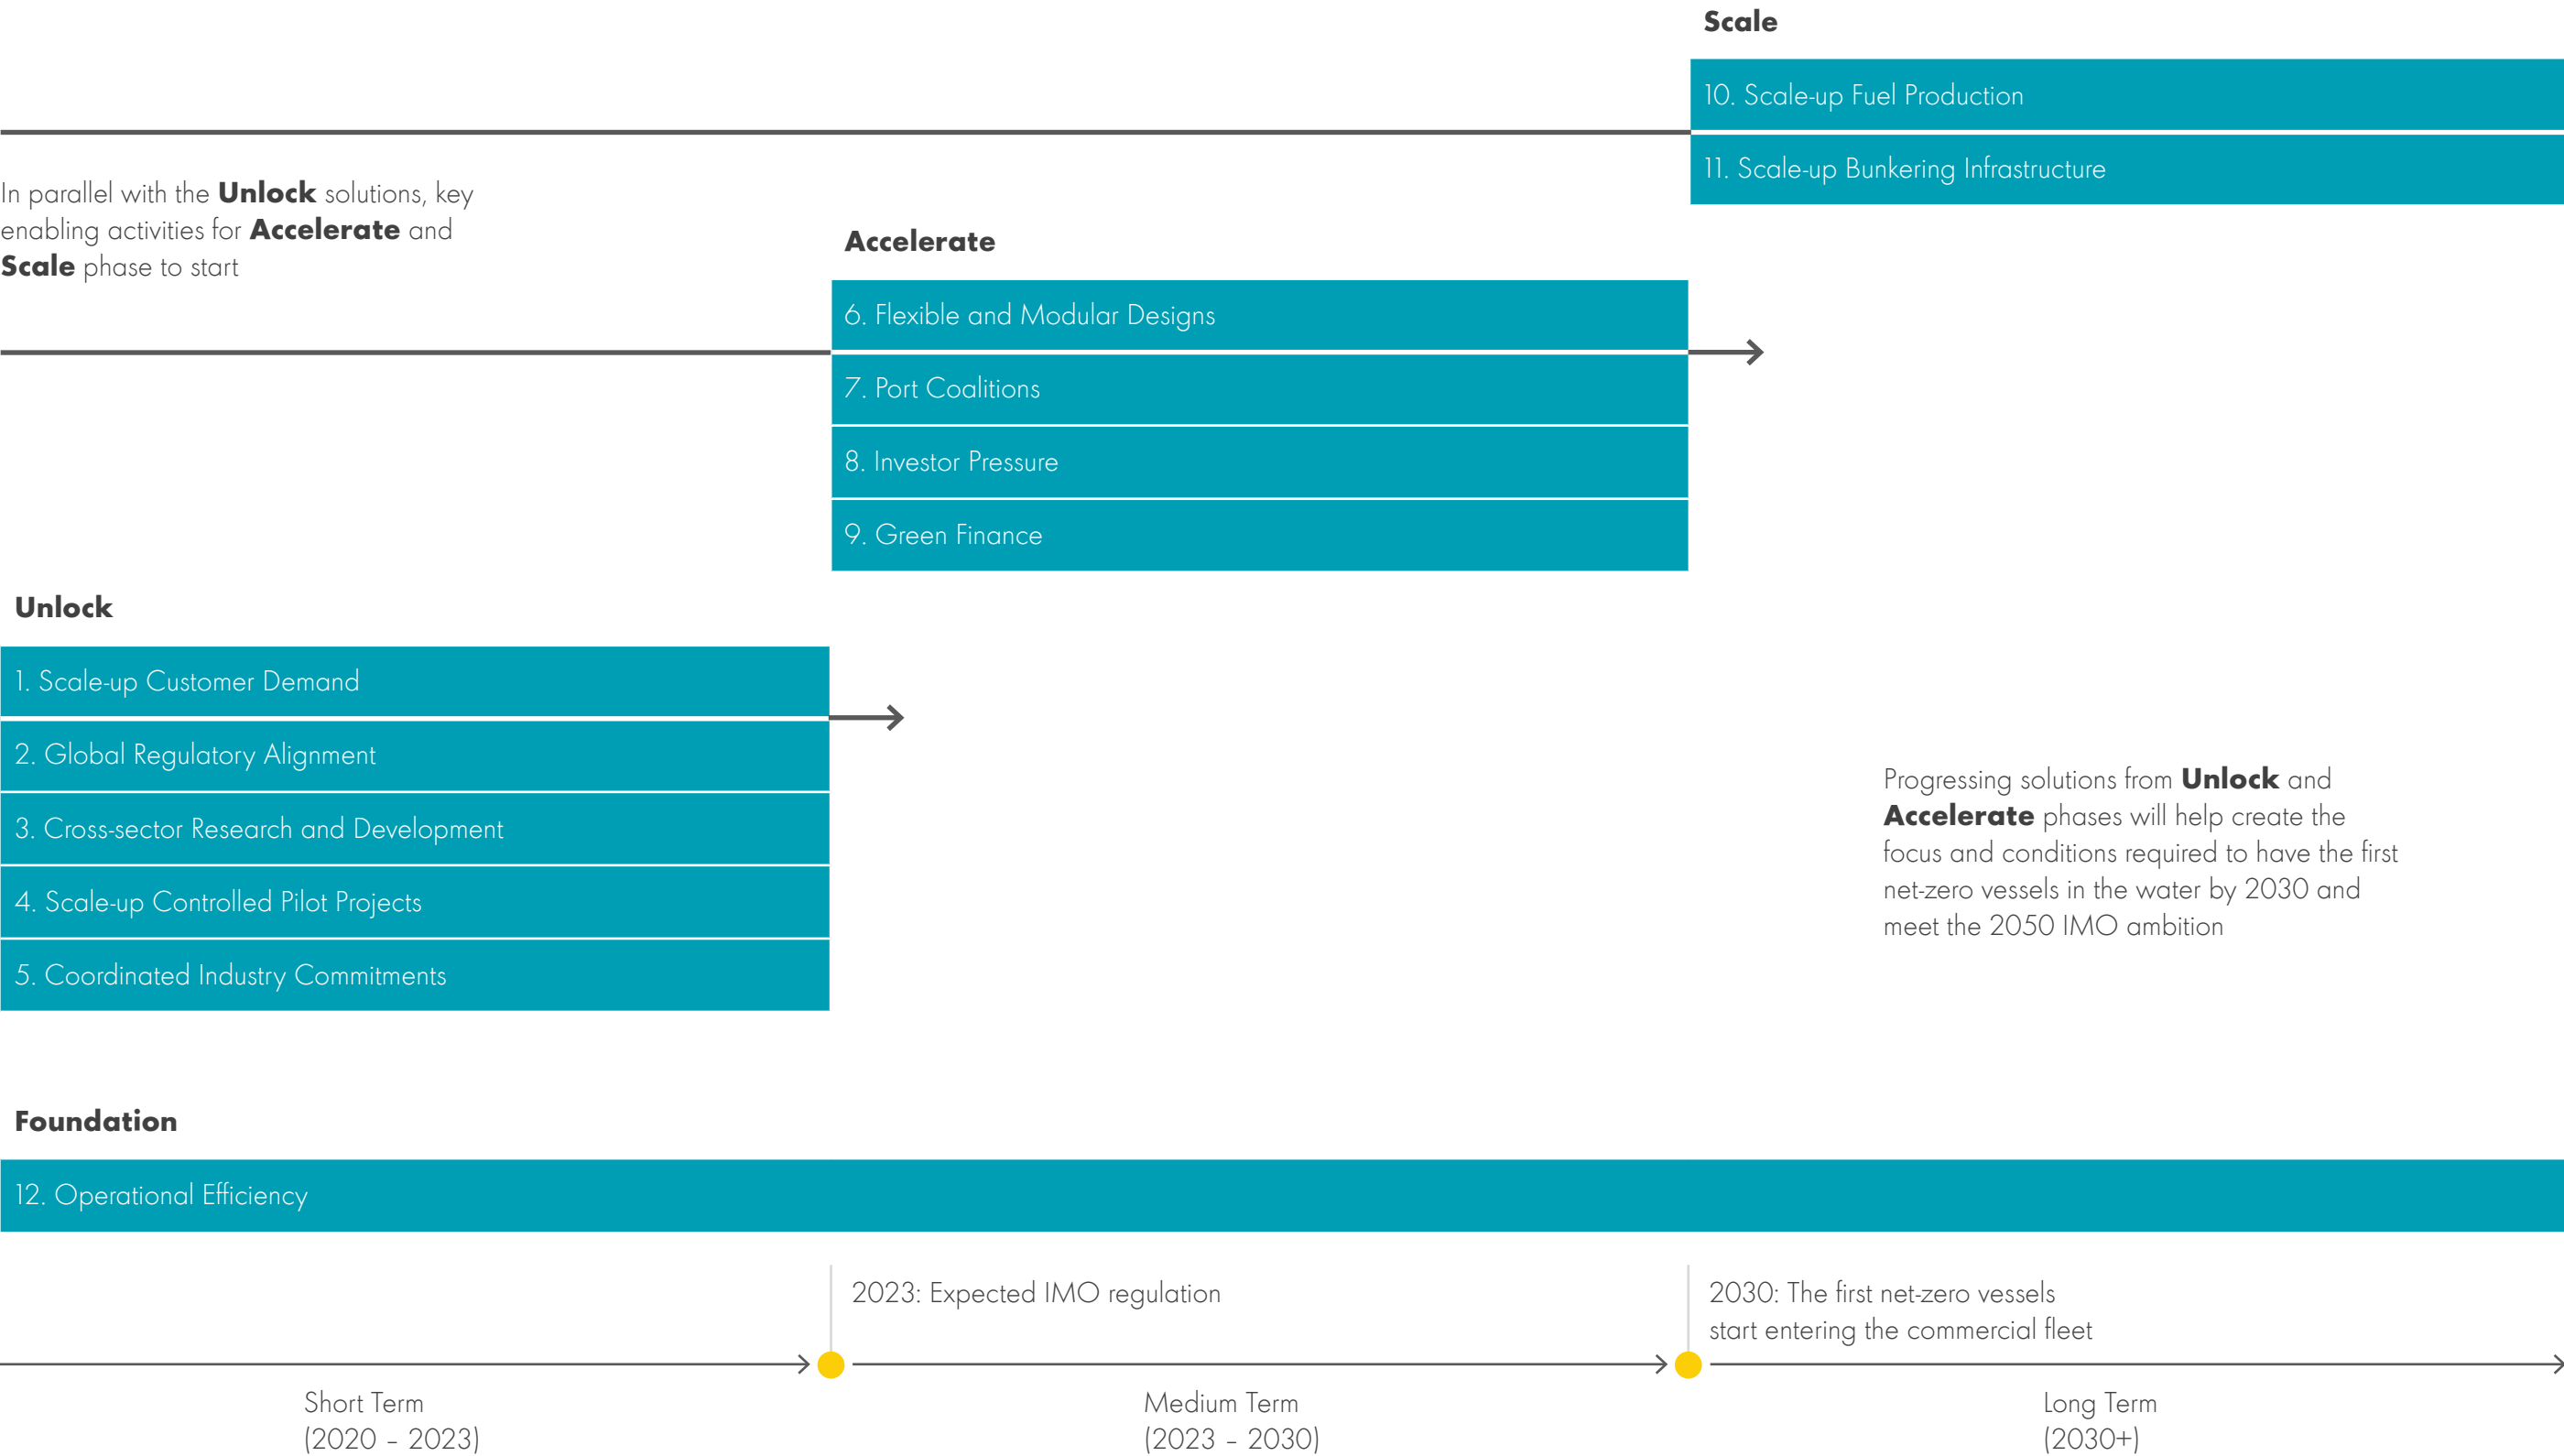 Scale
10. Scale-up Fuel Production
11. Scale-up Bunkering Infrastructure
In parallel with the Unlock solutions, key
enabling activities for Accelerate and
Scale phase to start
Accelerate
6. Flexible and Modular Designs
7. Port Coalitions
8. Investor Pressure
9. Green Finance
Unlock
1. Scale-up Customer Demand
2. Global Regulatory Alignment
3. Cross-sector Research and Development
4. Scale-up Controlled Pilot Projects
5. Coordinated Industry Commitments
Progressing solutions from Unlock and
Accelerate phases will help create the
focus and conditions required to have the first
net-zero vessels in the water by 2030 and
meet the 2050 IMO ambition
Foundation
12. Operational Efficiency
2023: Expected IMO regulation
2030: The first net-zero vessels
start entering the commercial fleet
Short Term
(2020 – 2023)
Medium Term
(2023 – 2030)
Long Term
(2030+)